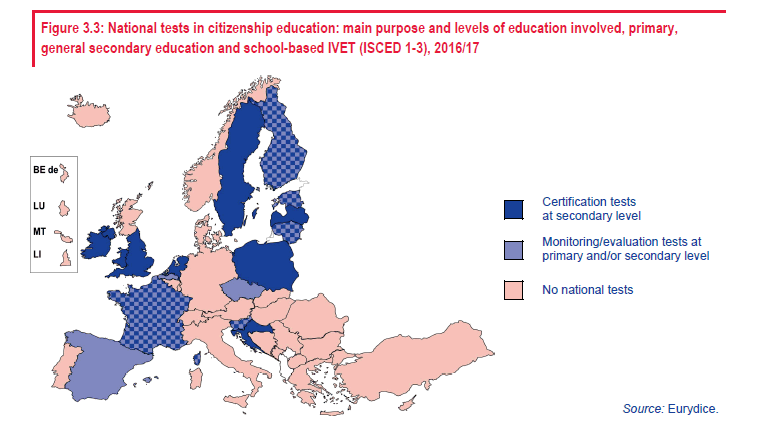 Figure 3.3: National tests in citizenship education: main purpose and levels of education involved, primary,
general secondary education and school-based IVET (ISCED 1-3), 2016/17
BE de
LU
MT
LI
Certification tests
at secondary level
Monitoring/evaluation tests at
primary and/or secondary level
No national tests
Source: Eurydice.